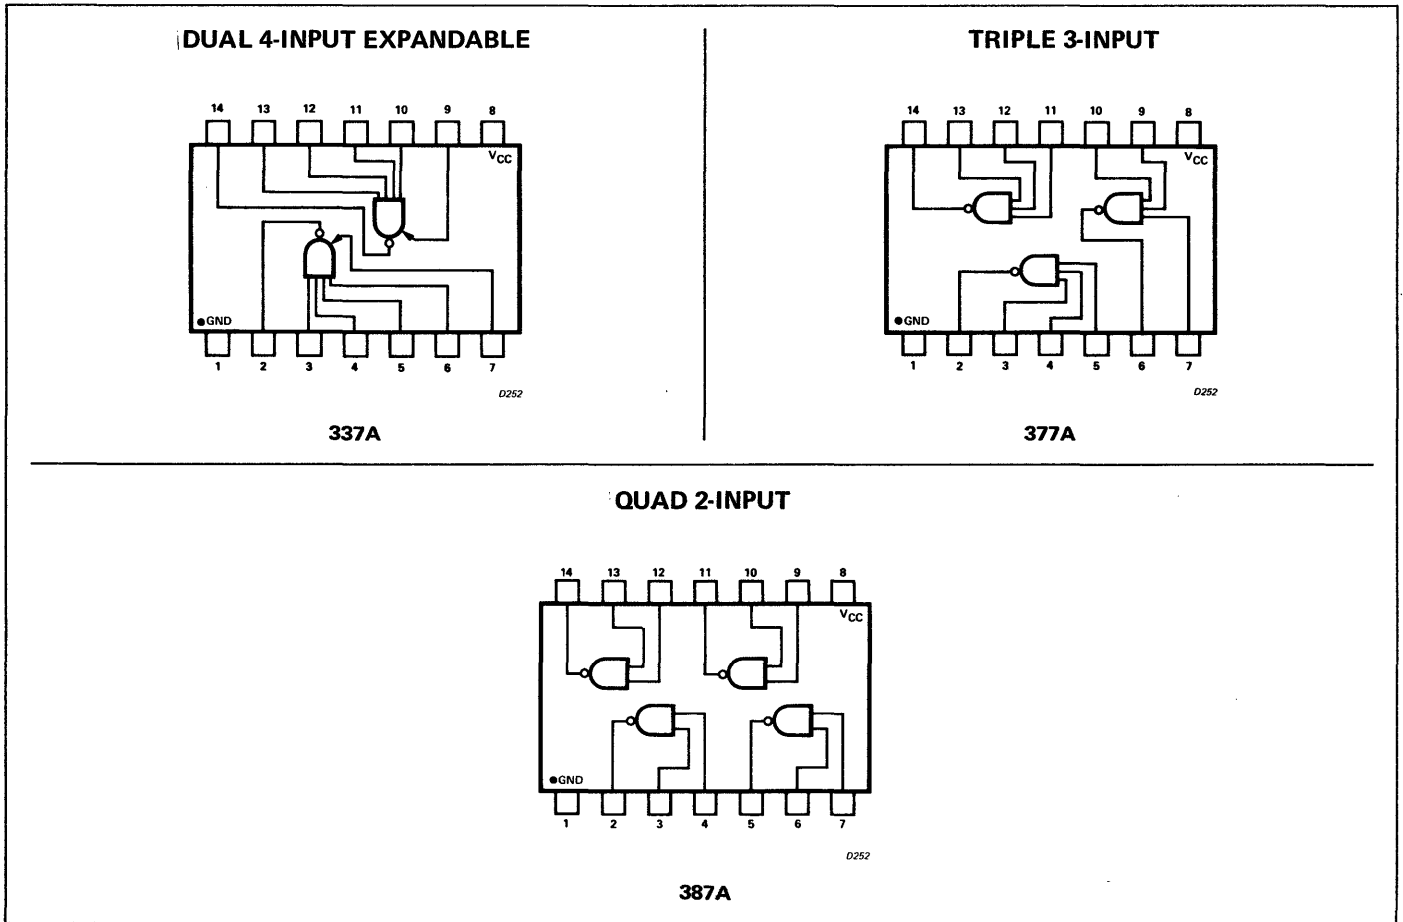 DUAL 4-INPUT EXPANDABLE
14 13 12 11 10 9 8
VCC
GND
1 2 3 4 5 6 7
D252
337A
TRIPLE 3-INPUT
14 13 12 11 10 9 8
VCC
GND
1 2 3 4 5 6 7
D252
377A
QUAD 2-INPUT
14 13 12 11 10 9 8
VCC
GND
1 2 3 4 5 6 7
D252
387A